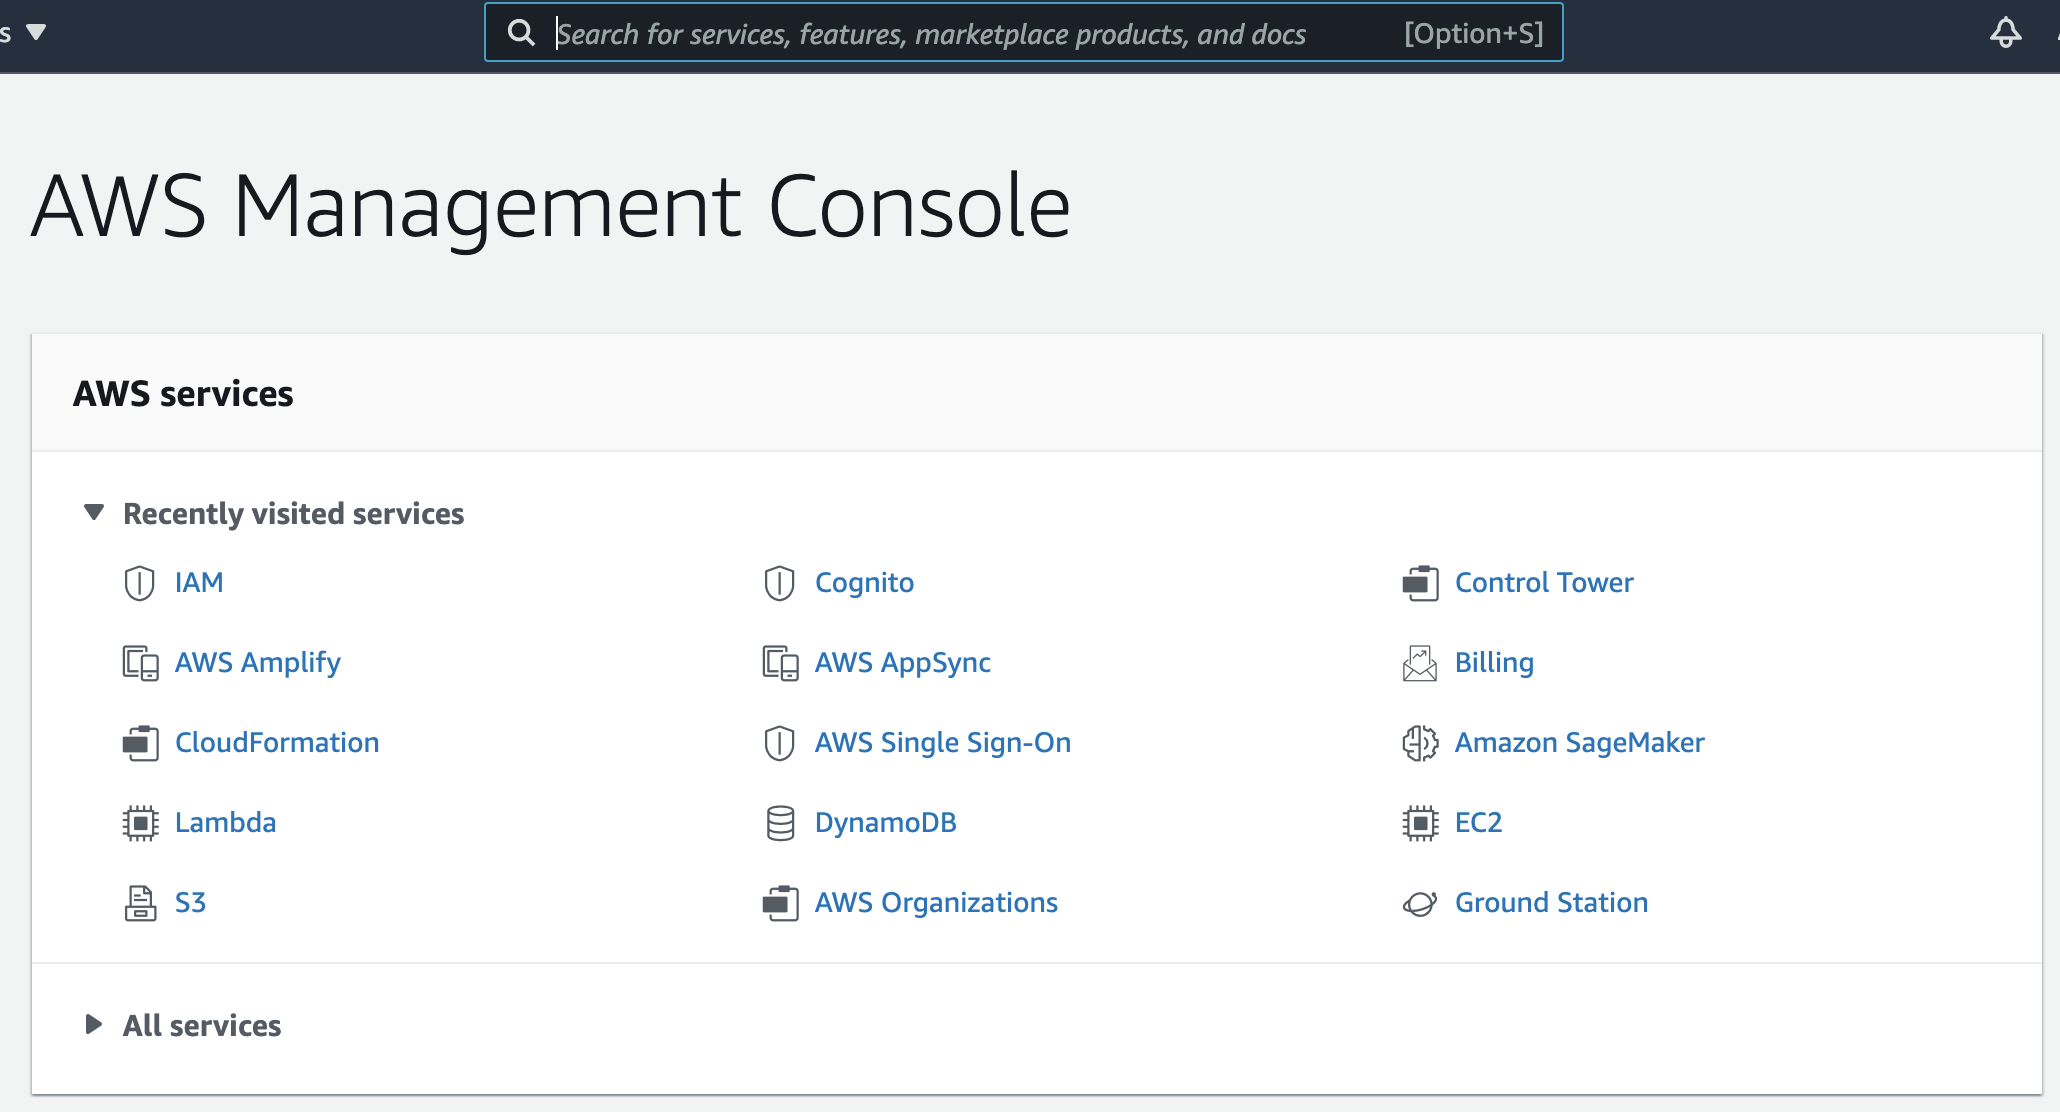 s
Search for services, features, marketplace products, and docs [Option+S]
AWS Management Console
AWS services
Recently visited services
IAM Cognito Control Tower
AWS Amplify AWS AppSync Billing
CloudFormation AWS Single Sign-On Amazon SageMaker
Lambda DynamoDB EC2
S3 AWS Organizations Ground Station
All services